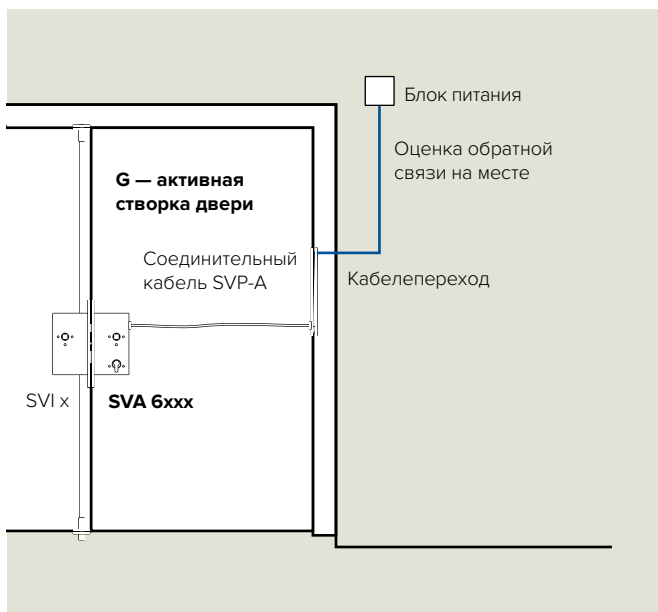 Блок питания
Оценка обратной
связи на месте
G — активная
створка двери
Соединительный
кабель SVP-A
Кабелепереход
SVI x
SVA 6xxx